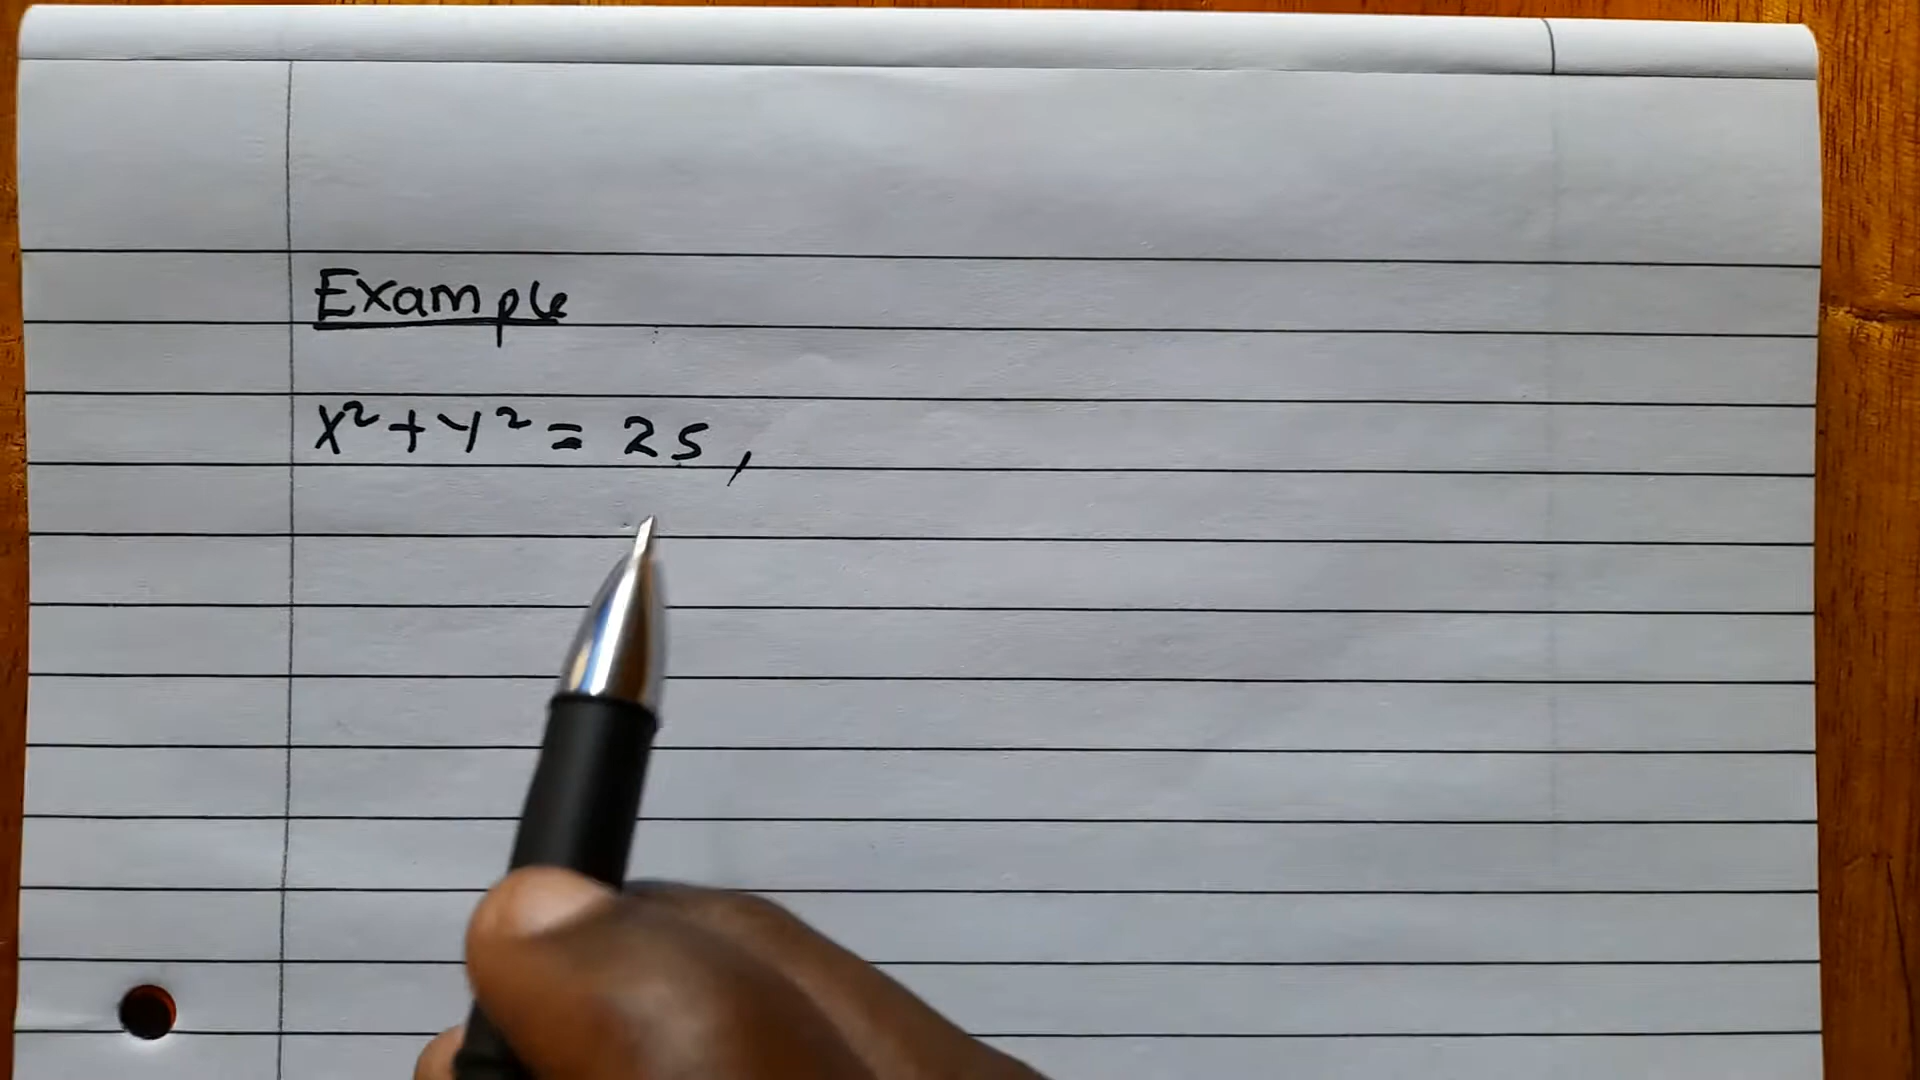 Example
x² + y² = 25,